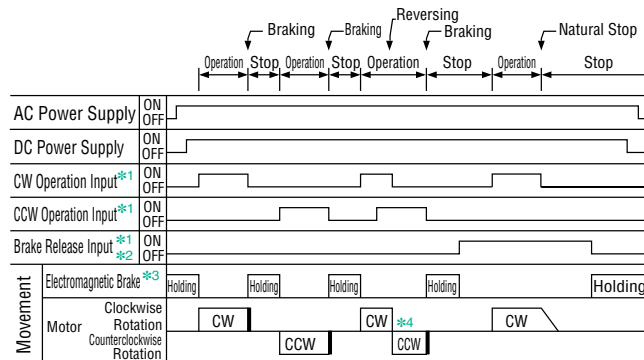 Reversing
Braking Braking Braking Natural Stop
Operation Stop Operation Stop Operation Stop Operation Stop
AC Power Supply ON
OFF
DC Power Supply ON
OFF
CW Operation Input*1 ON
OFF
CCW Operation Input*1 ON
OFF
Brake Release Input *1 *2 ON
OFF
Movement
Electromagnetic Brake*3 Holding Holding Holding Holding Holding
Motor
Clockwise Rotation CW CW *4 CW
Counterclockwise Rotation CCW CCW